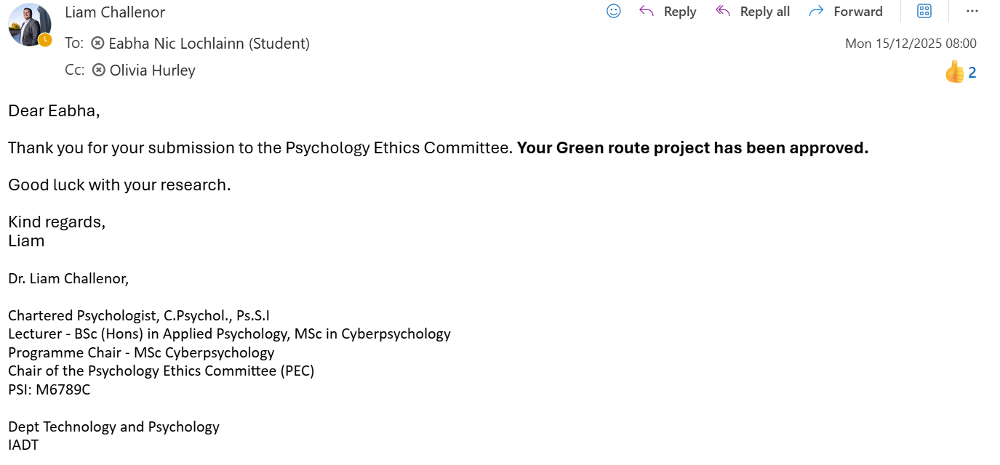 Liam Challenor
Reply
Reply all
Forward
To: Eabha Nic Lochlainn (Student)
Mon 15/12/2025 08:00
Cc: Olivia Hurley
2
Dear Eabha,
Thank you for your submission to the Psychology Ethics Committee. Your Green route project has been approved.
Good luck with your research.
Kind regards,
Liam
Dr. Liam Challenor,
Chartered Psychologist, C.Psychol., Ps.S.I
Lecturer - BSc (Hons) in Applied Psychology, MSc in Cyberpsychology
Programme Chair - MSc Cyberpsychology
Chair of the Psychology Ethics Committee (PEC)
PSI: M6789C
Dept Technology and Psychology
IADT